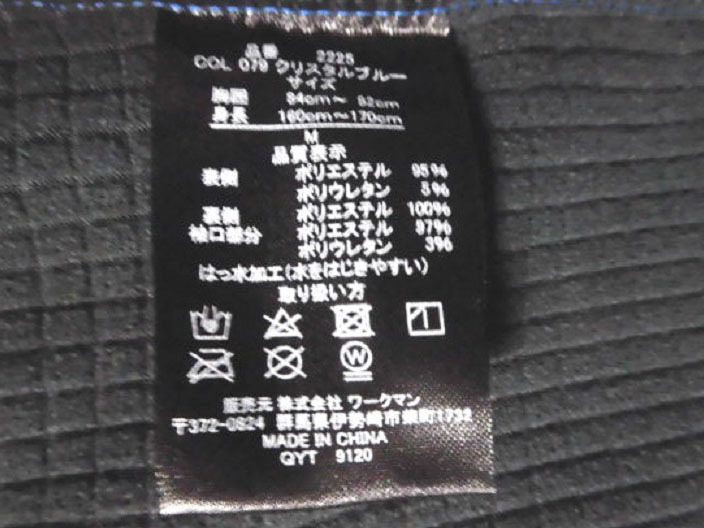 品番 2225
COL 079 クリスタルブルー
サイズ
胸囲 84cm～ 92cm
身長 160cm～170cm
M
品質表示
表側 ポリエステル 95%
ポリウレタン 5%
裏側 ポリエステル 100%
袖口部分 ポリエステル 97%
ポリウレタン 3%
はっ水加工(水をはじきやすい)
取り扱い方
W
販売元 株式会社 ワークマン
〒372-0824 群馬県伊勢崎市柴町1732
MADE IN CHINA
QYT 9120